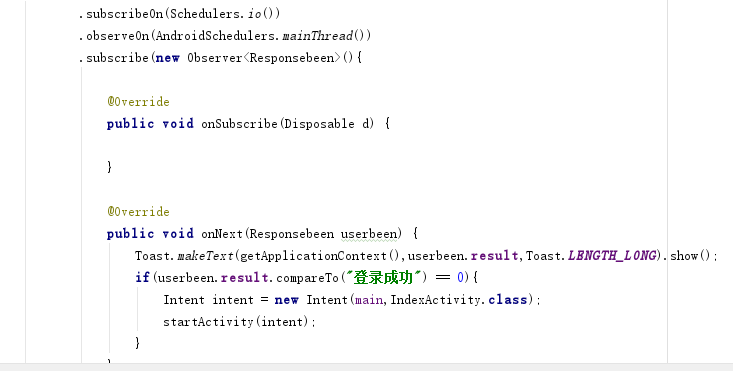 .subscribeOn(Schedulers.io())
.observeOn(AndroidSchedulers.mainThread())
.subscribe(new Observer<Responsebeen>(){
@Override
public void onSubscribe(Disposable d) {
}
@Override
public void onNext(Responsebeen userbeen) {
Toast.makeText(getApplicationContext(),userbeen.result,Toast.LENGTH_LONG).show();
if(userbeen.result.compareTo("登录成功") == 0){
Intent intent = new Intent(main,IndexActivity.class);
startActivity(intent);
}